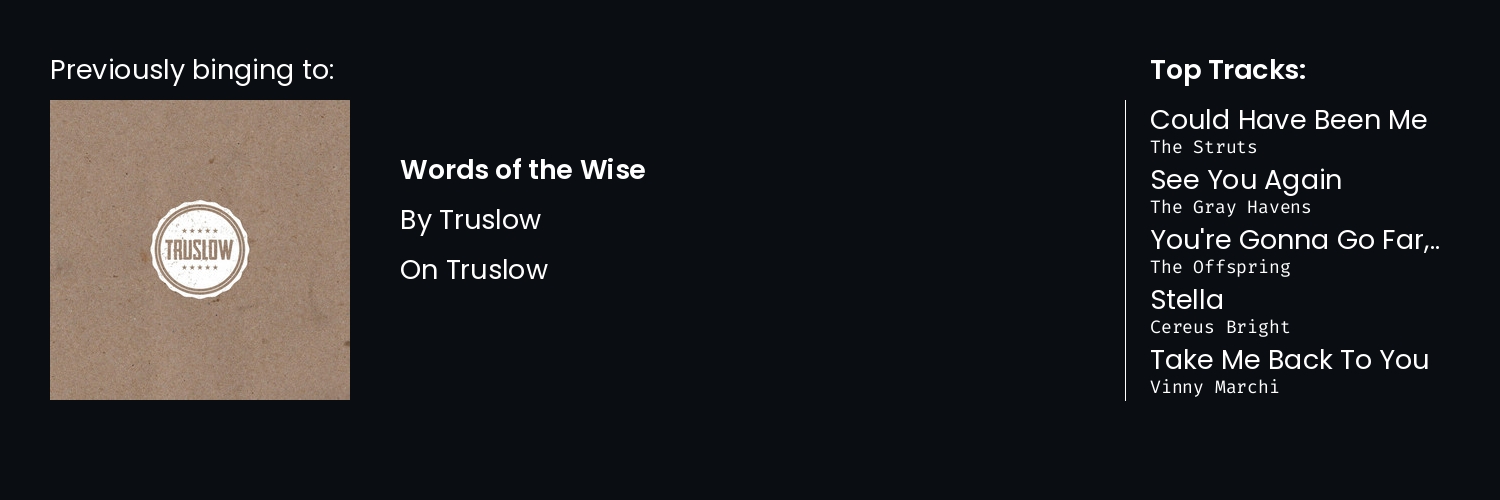 Previously binging to:
TRUSLOW
Words of the Wise
By Truslow
On Truslow
Top Tracks:
Could Have Been Me
The Struts
See You Again
The Gray Havens
You're Gonna Go Far,..
The Offspring
Stella
Cereus Bright
Take Me Back To You
Vinny Marchi